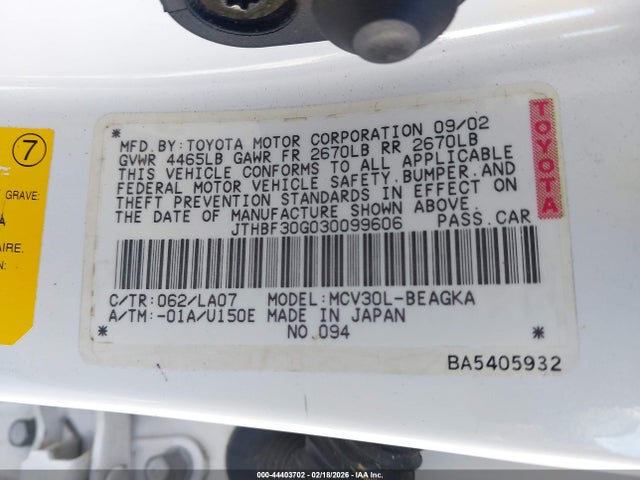 MFD.BY:TOYOTA MOTOR CORPORATION 09/02
GVWR 4465LB GAWR FR 2670LB RR 2670LB
THIS VEHICLE CONFORMS TO ALL APPLICABLE
FEDERAL MOTOR VEHICLE SAFETY,BUMPER,AND
THEFT PREVENTION STANDARDS IN EFFECT ON
THE DATE OF MANUFACTURE SHOWN ABOVE.
JTHBF30G030099606 PASS.CAR
TOYOTA
C/TR:062/LA07 MODEL:MCV30L-BEAGKA
A/TM:-01A/U150E MADE IN JAPAN
NO.094
BA5405932
7
GRAVE:
A
AIRE.
N :
000-44403702 - 02/18/2026 - IAA Inc.